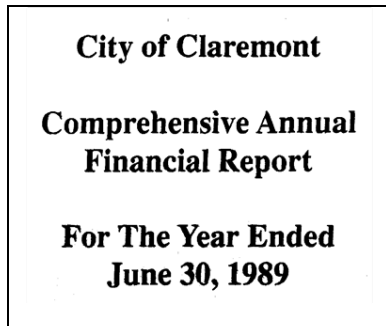 City of Claremont
Comprehensive Annual
Financial Report
For The Year Ended
June 30, 1989